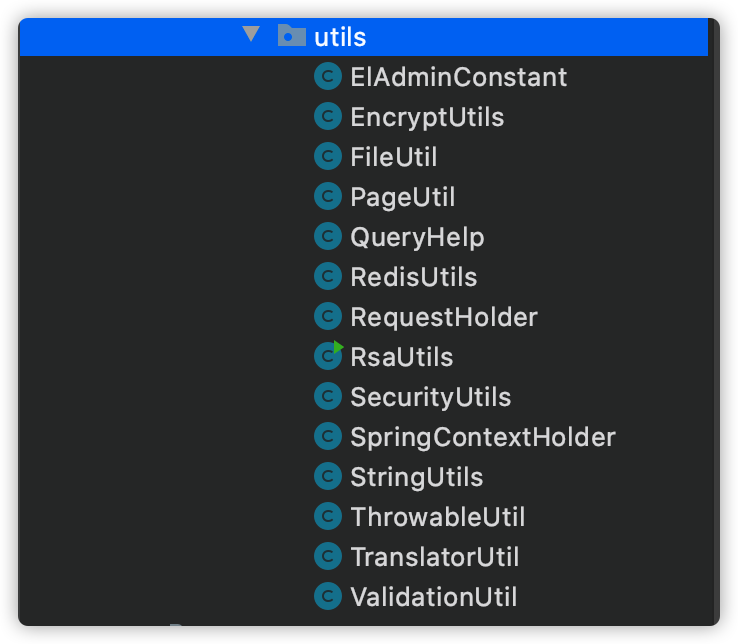 utils
ElAdminConstant
EncryptUtils
FileUtil
PageUtil
QueryHelp
RedisUtils
RequestHolder
RsaUtils
SecurityUtils
SpringContextHolder
StringUtils
ThrowableUtil
TranslatorUtil
ValidationUtil